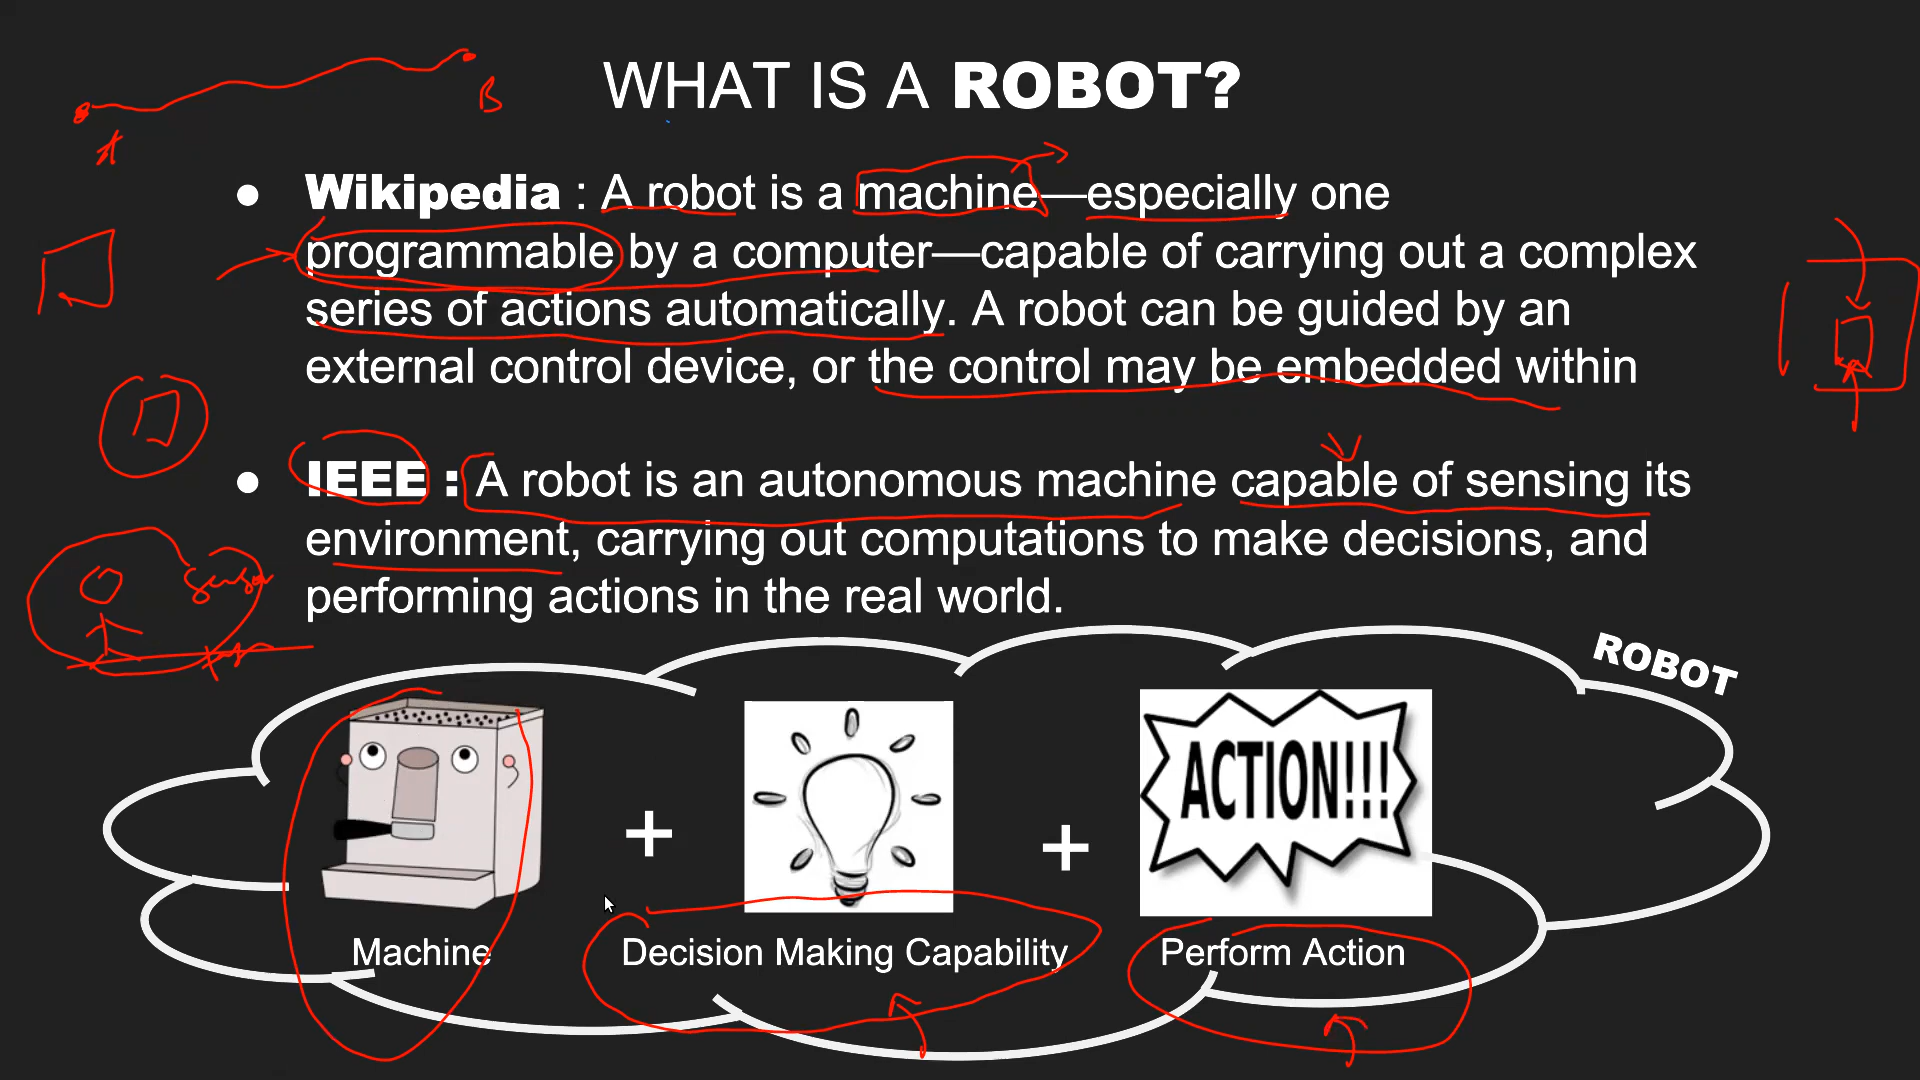 WHAT IS A ROBOT?
B
A
● Wikipedia : A robot is a machine—especially one
programmable by a computer—capable of carrying out a complex
series of actions automatically. A robot can be guided by an
external control device, or the control may be embedded within
● IEEE : A robot is an autonomous machine capable of sensing its
environment, carrying out computations to make decisions, and
performing actions in the real world.
sensor
ROBOT
ACTION!!!
+
+
Machine
Decision Making Capability
Perform Action